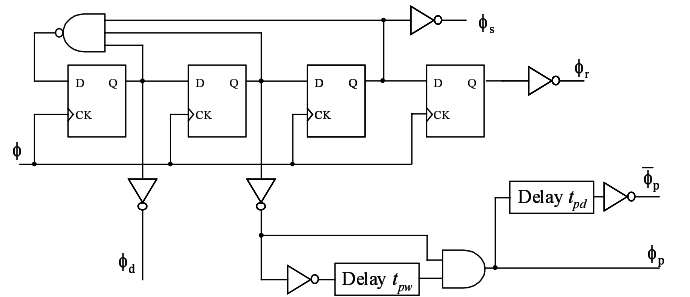 ϕs
D Q D Q D Q D Q
ϕr
CK CK CK CK
ϕ
Delay tpd
ϕ̅p
ϕd
Delay tpw
ϕp